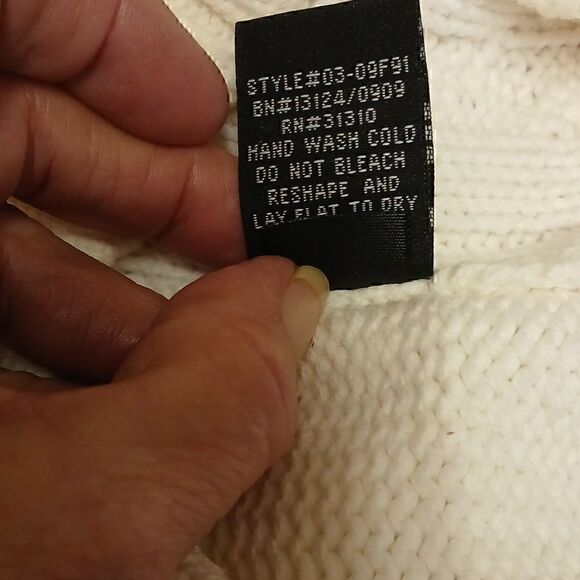 STYLE#03-09F91
BN#13124/0909
RN#31310
HAND WASH COLD
DO NOT BLEACH
RESHAPE AND
LAY FLAT TO DRY